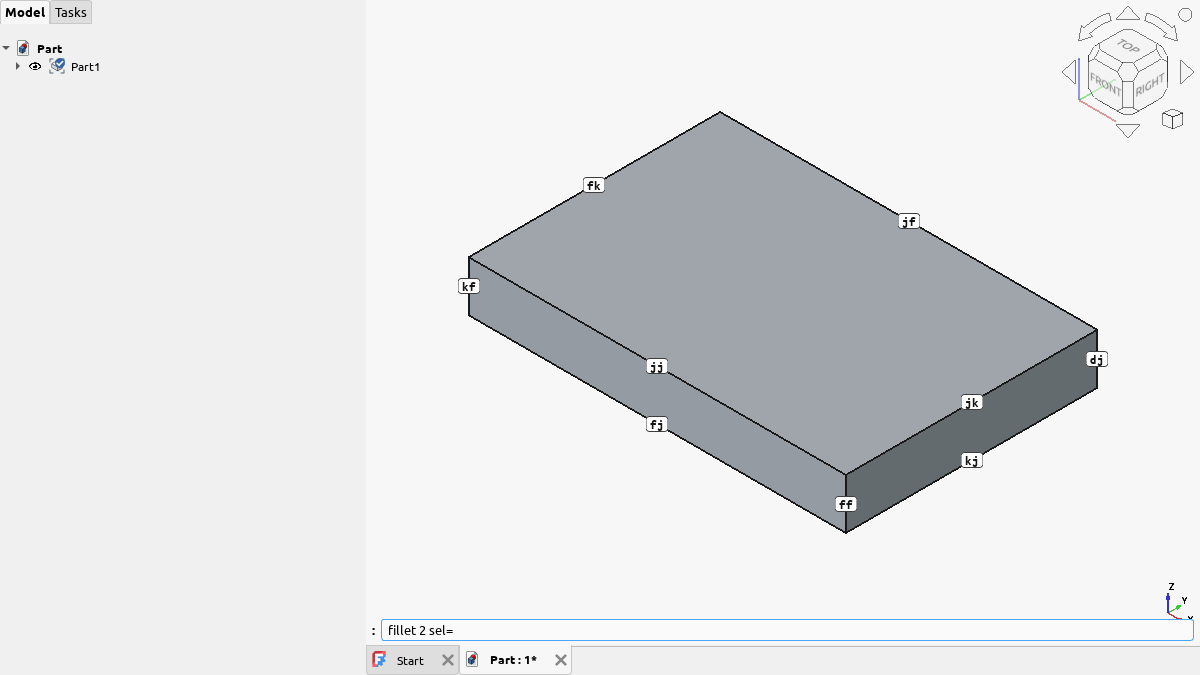 Model Tasks
Part
Part1
TOP
FRONT RIGHT
fk
jf
kf
jj
dj
jk
fj
kj
ff
Z
Y
: fillet 2 sel=
Start Part : 1*